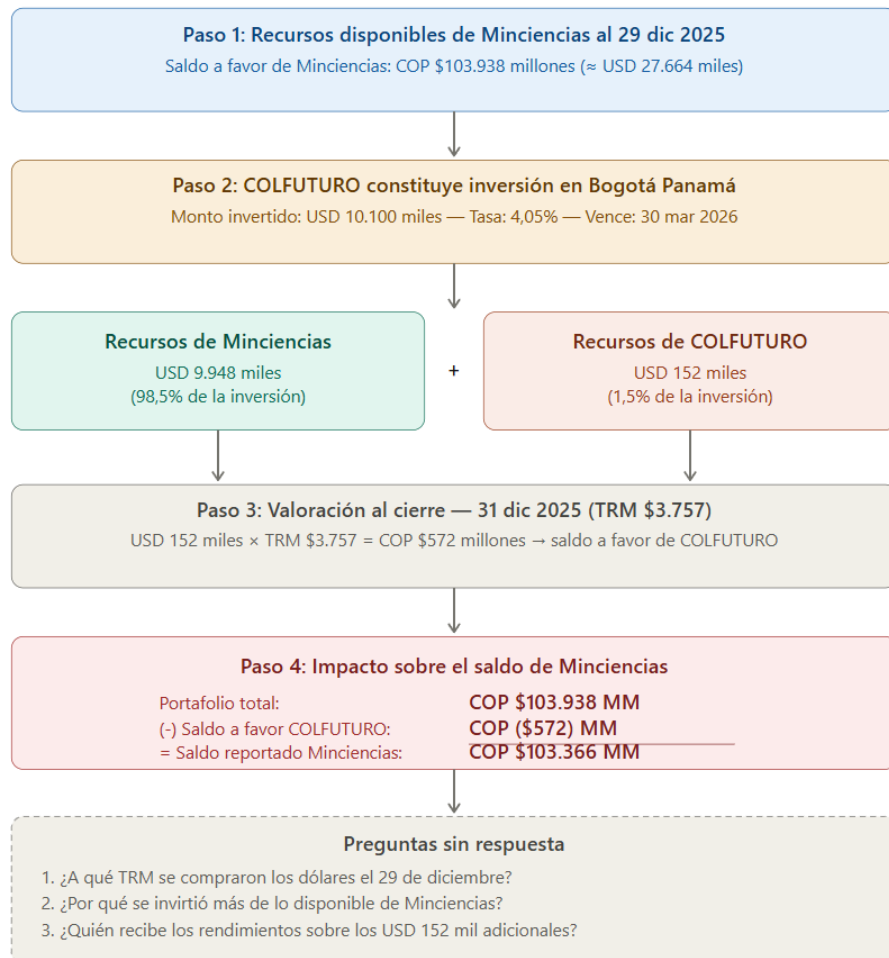 Paso 1: Recursos disponibles de Minciencias al 29 dic 2025
Saldo a favor de Minciencias: COP $103.938 millones (≈ USD 27.664 miles)
Paso 2: COLFUTURO constituye inversión en Bogotá Panamá
Monto invertido: USD 10.100 miles — Tasa: 4,05% — Vence: 30 mar 2026
Recursos de Minciencias
USD 9.948 miles
(98,5% de la inversión)
+
Recursos de COLFUTURO
USD 152 miles
(1,5% de la inversión)
Paso 3: Valoración al cierre — 31 dic 2025 (TRM $3.757)
USD 152 miles × TRM $3.757 = COP $572 millones → saldo a favor de COLFUTURO
Paso 4: Impacto sobre el saldo de Minciencias
Portafolio total: COP $103.938 MM
(-) Saldo a favor COLFUTURO: COP ($572) MM
= Saldo reportado Minciencias: COP $103.366 MM
Preguntas sin respuesta
1. ¿A qué TRM se compraron los dólares el 29 de diciembre?
2. ¿Por qué se invirtió más de lo disponible de Minciencias?
3. ¿Quién recibe los rendimientos sobre los USD 152 mil adicionales?